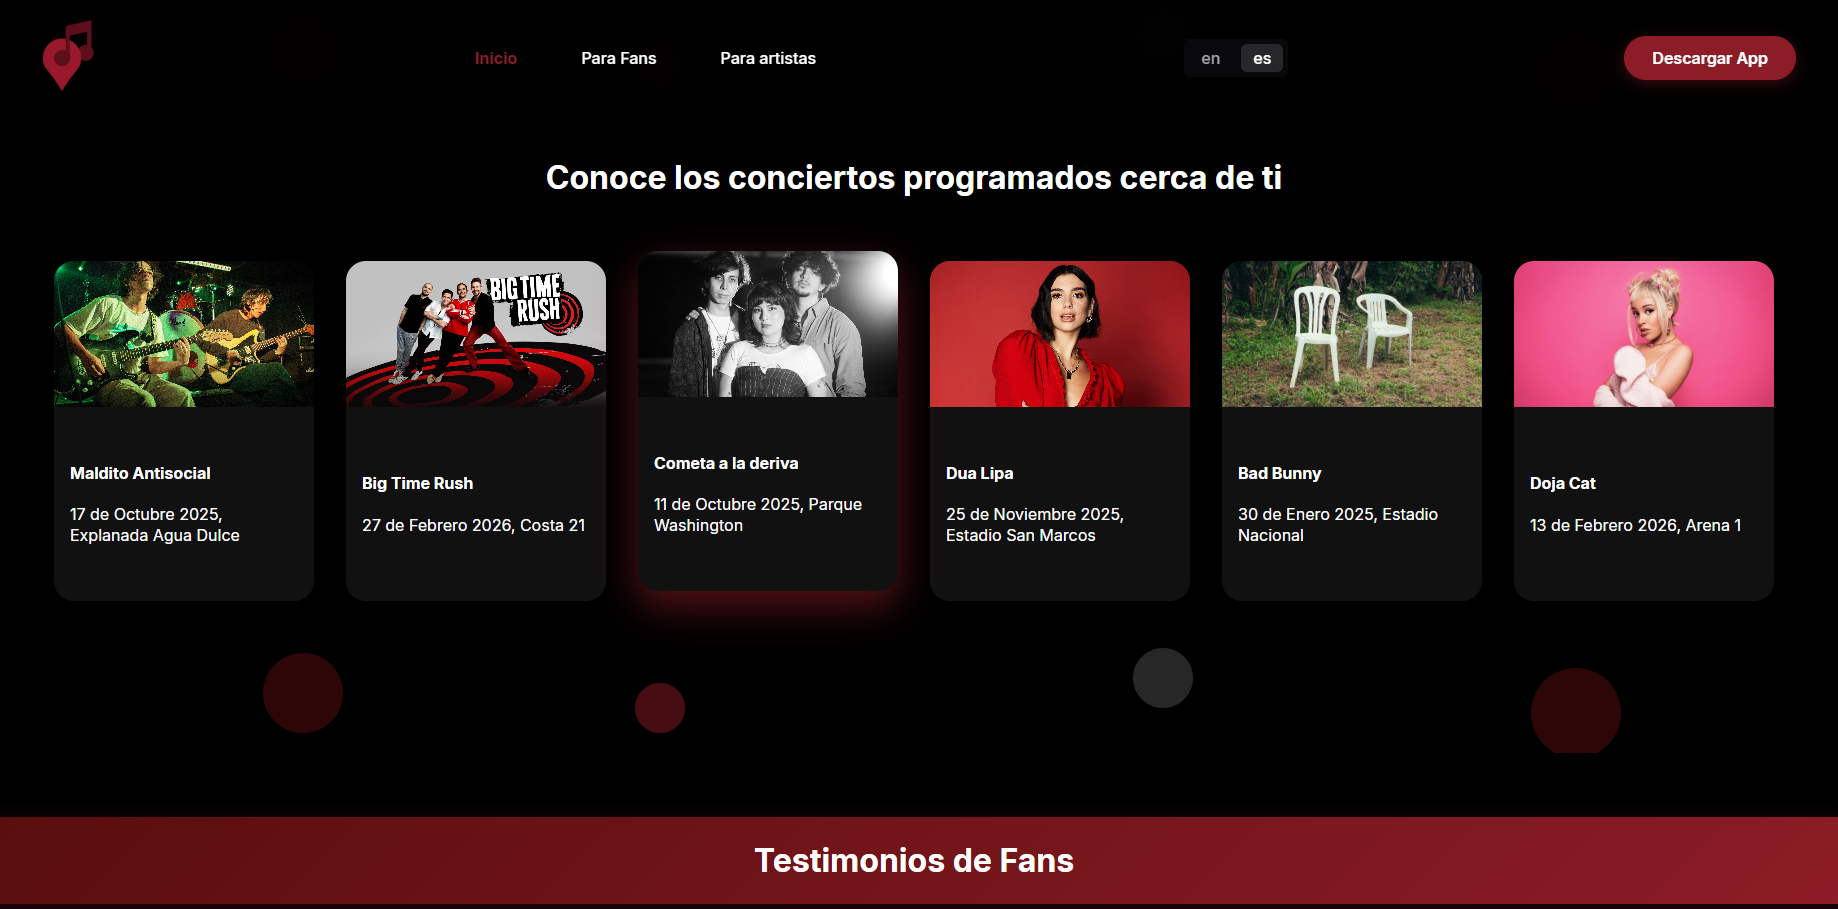 Inicio
Para Fans
Para artistas
en
es
Descargar App
Conoce los conciertos programados cerca de ti
BIG TIME
RUSH
Maldito Antisocial
17 de Octubre 2025,
Explanada Agua Dulce
Big Time Rush
27 de Febrero 2026, Costa 21
Cometa a la deriva
11 de Octubre 2025, Parque
Washington
Dua Lipa
25 de Noviembre 2025,
Estadio San Marcos
Bad Bunny
30 de Enero 2025, Estadio
Nacional
Doja Cat
13 de Febrero 2026, Arena 1
Testimonios de Fans